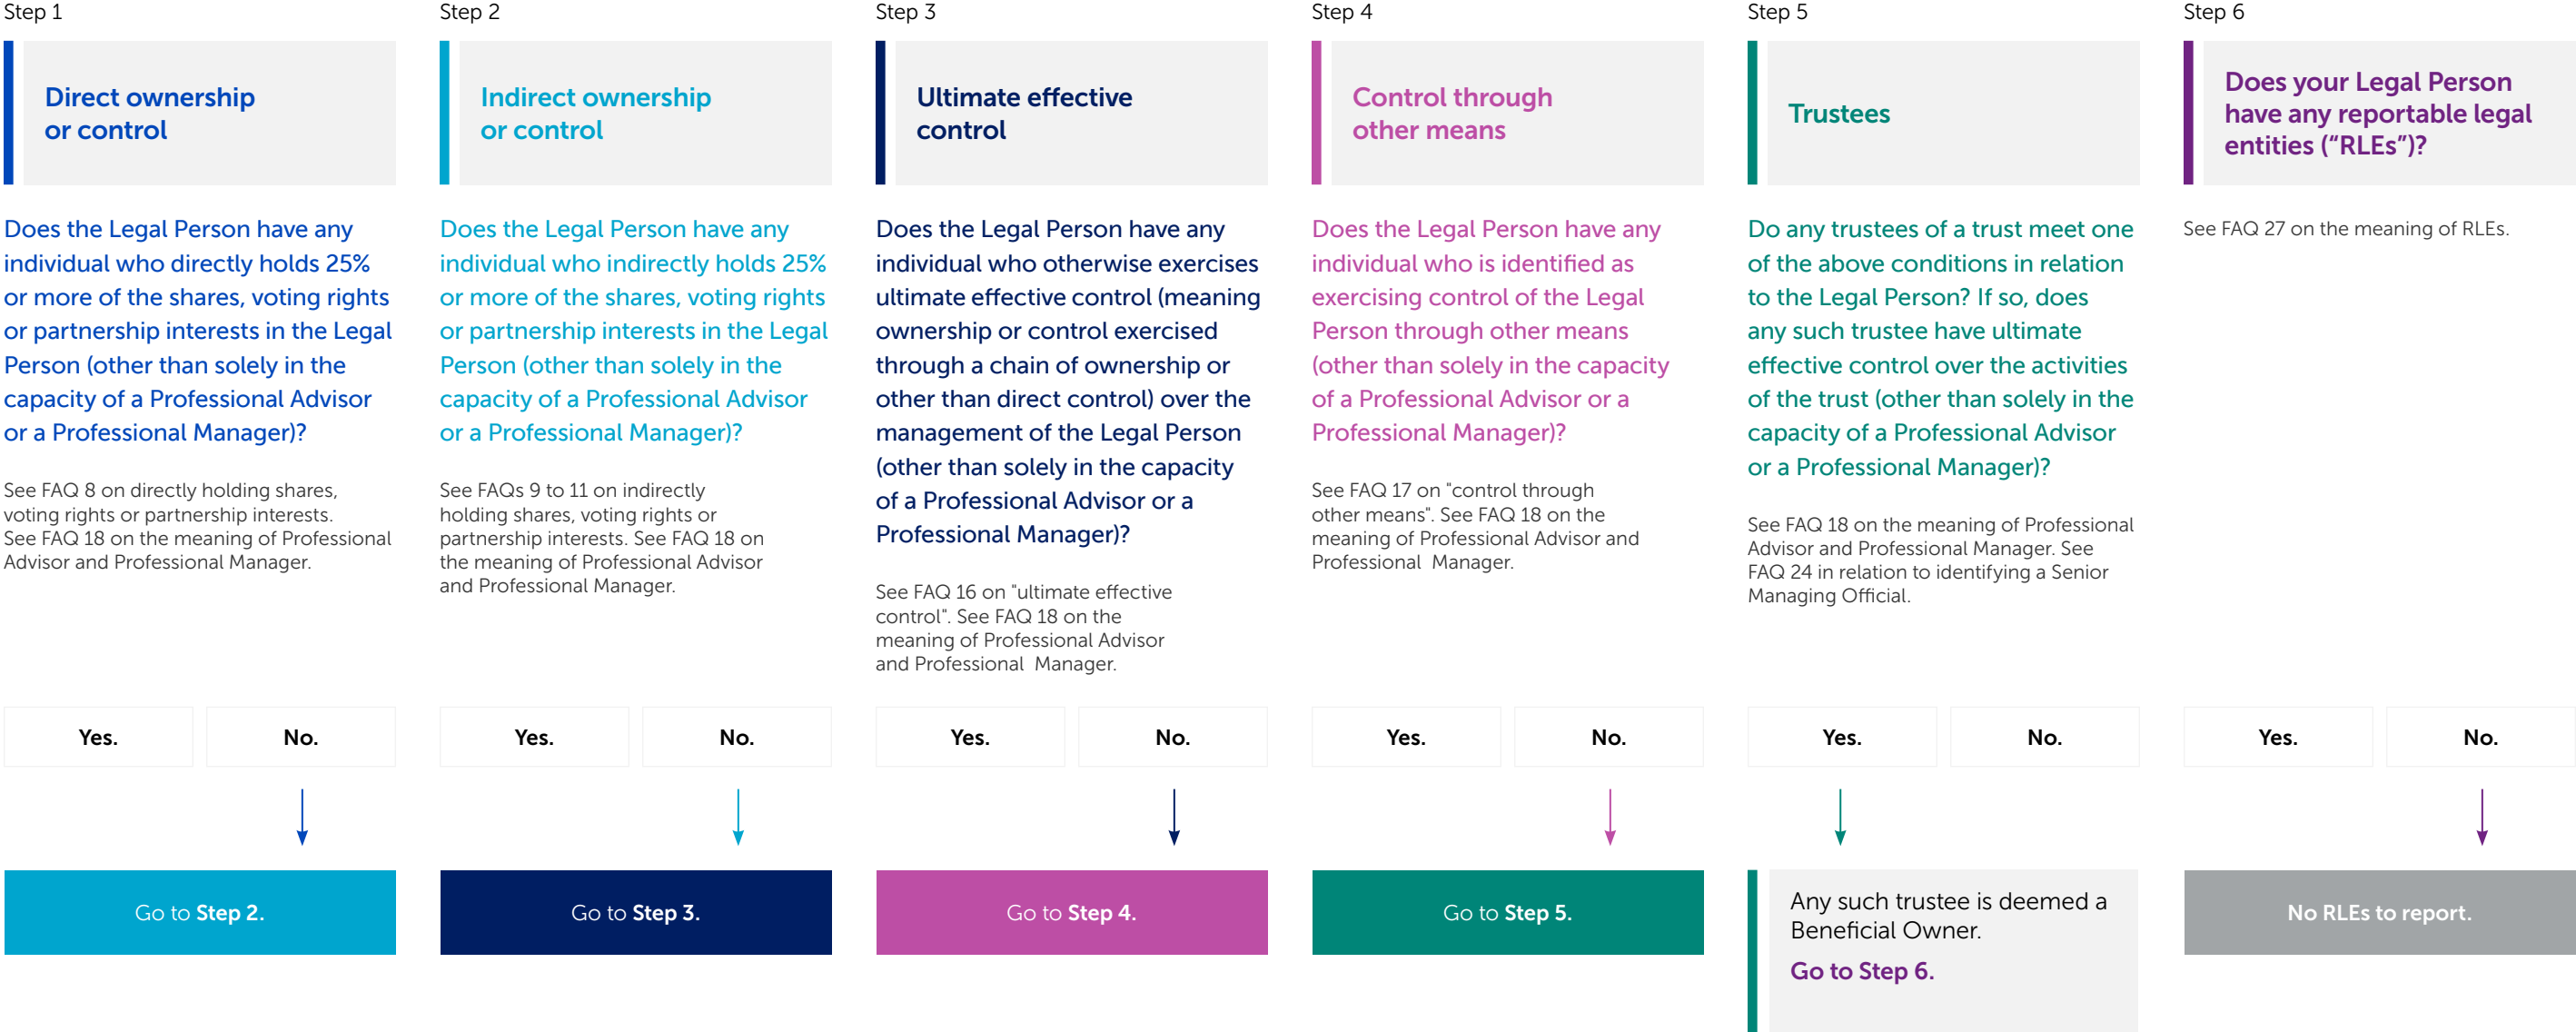 Step 1
Direct ownership
or control
Does the Legal Person have any
individual who directly holds 25%
or more of the shares, voting rights
or partnership interests in the Legal
Person (other than solely in the
capacity of a Professional Advisor
or a Professional Manager)?
See FAQ 8 on directly holding shares,
voting rights or partnership interests.
See FAQ 18 on the meaning of Professional
Advisor and Professional Manager.
Yes.
No.
Go to Step 2.
Step 2
Indirect ownership
or control
Does the Legal Person have any
individual who indirectly holds 25%
or more of the shares, voting rights
or partnership interests in the Legal
Person (other than solely in the
capacity of a Professional Advisor
or a Professional Manager)?
See FAQs 9 to 11 on indirectly
holding shares, voting rights or
partnership interests. See FAQ 18 on
the meaning of Professional Advisor
and Professional Manager.
Yes.
No.
Go to Step 3.
Step 3
Ultimate effective
control
Does the Legal Person have any
individual who otherwise exercises
ultimate effective control (meaning
ownership or control exercised
through a chain of ownership or
other than direct control) over the
management of the Legal Person
(other than solely in the capacity
of a Professional Advisor or a
Professional Manager)?
See FAQ 16 on "ultimate effective
control". See FAQ 18 on the
meaning of Professional Advisor
and Professional Manager.
Yes.
No.
Go to Step 4.
Step 4
Control through
other means
Does the Legal Person have any
individual who is identified as
exercising control of the Legal
Person through other means
(other than solely in the capacity
of a Professional Advisor or a
Professional Manager)?
See FAQ 17 on "control through
other means". See FAQ 18 on the
meaning of Professional Advisor and
Professional Manager.
Yes.
No.
Go to Step 5.
Step 5
Trustees
Do any trustees of a trust meet one
of the above conditions in relation
to the Legal Person? If so, does
any such trustee have ultimate
effective control over the activities
of the trust (other than solely in the
capacity of a Professional Advisor
or a Professional Manager)?
See FAQ 18 on the meaning of Professional
Advisor and Professional Manager. See
FAQ 24 in relation to identifying a Senior
Managing Official.
Yes.
No.
Any such trustee is deemed a
Beneficial Owner.
Go to Step 6.
Step 6
Does your Legal Person
have any reportable legal
entities (“RLEs”)?
See FAQ 27 on the meaning of RLEs.
Yes.
No.
No RLEs to report.